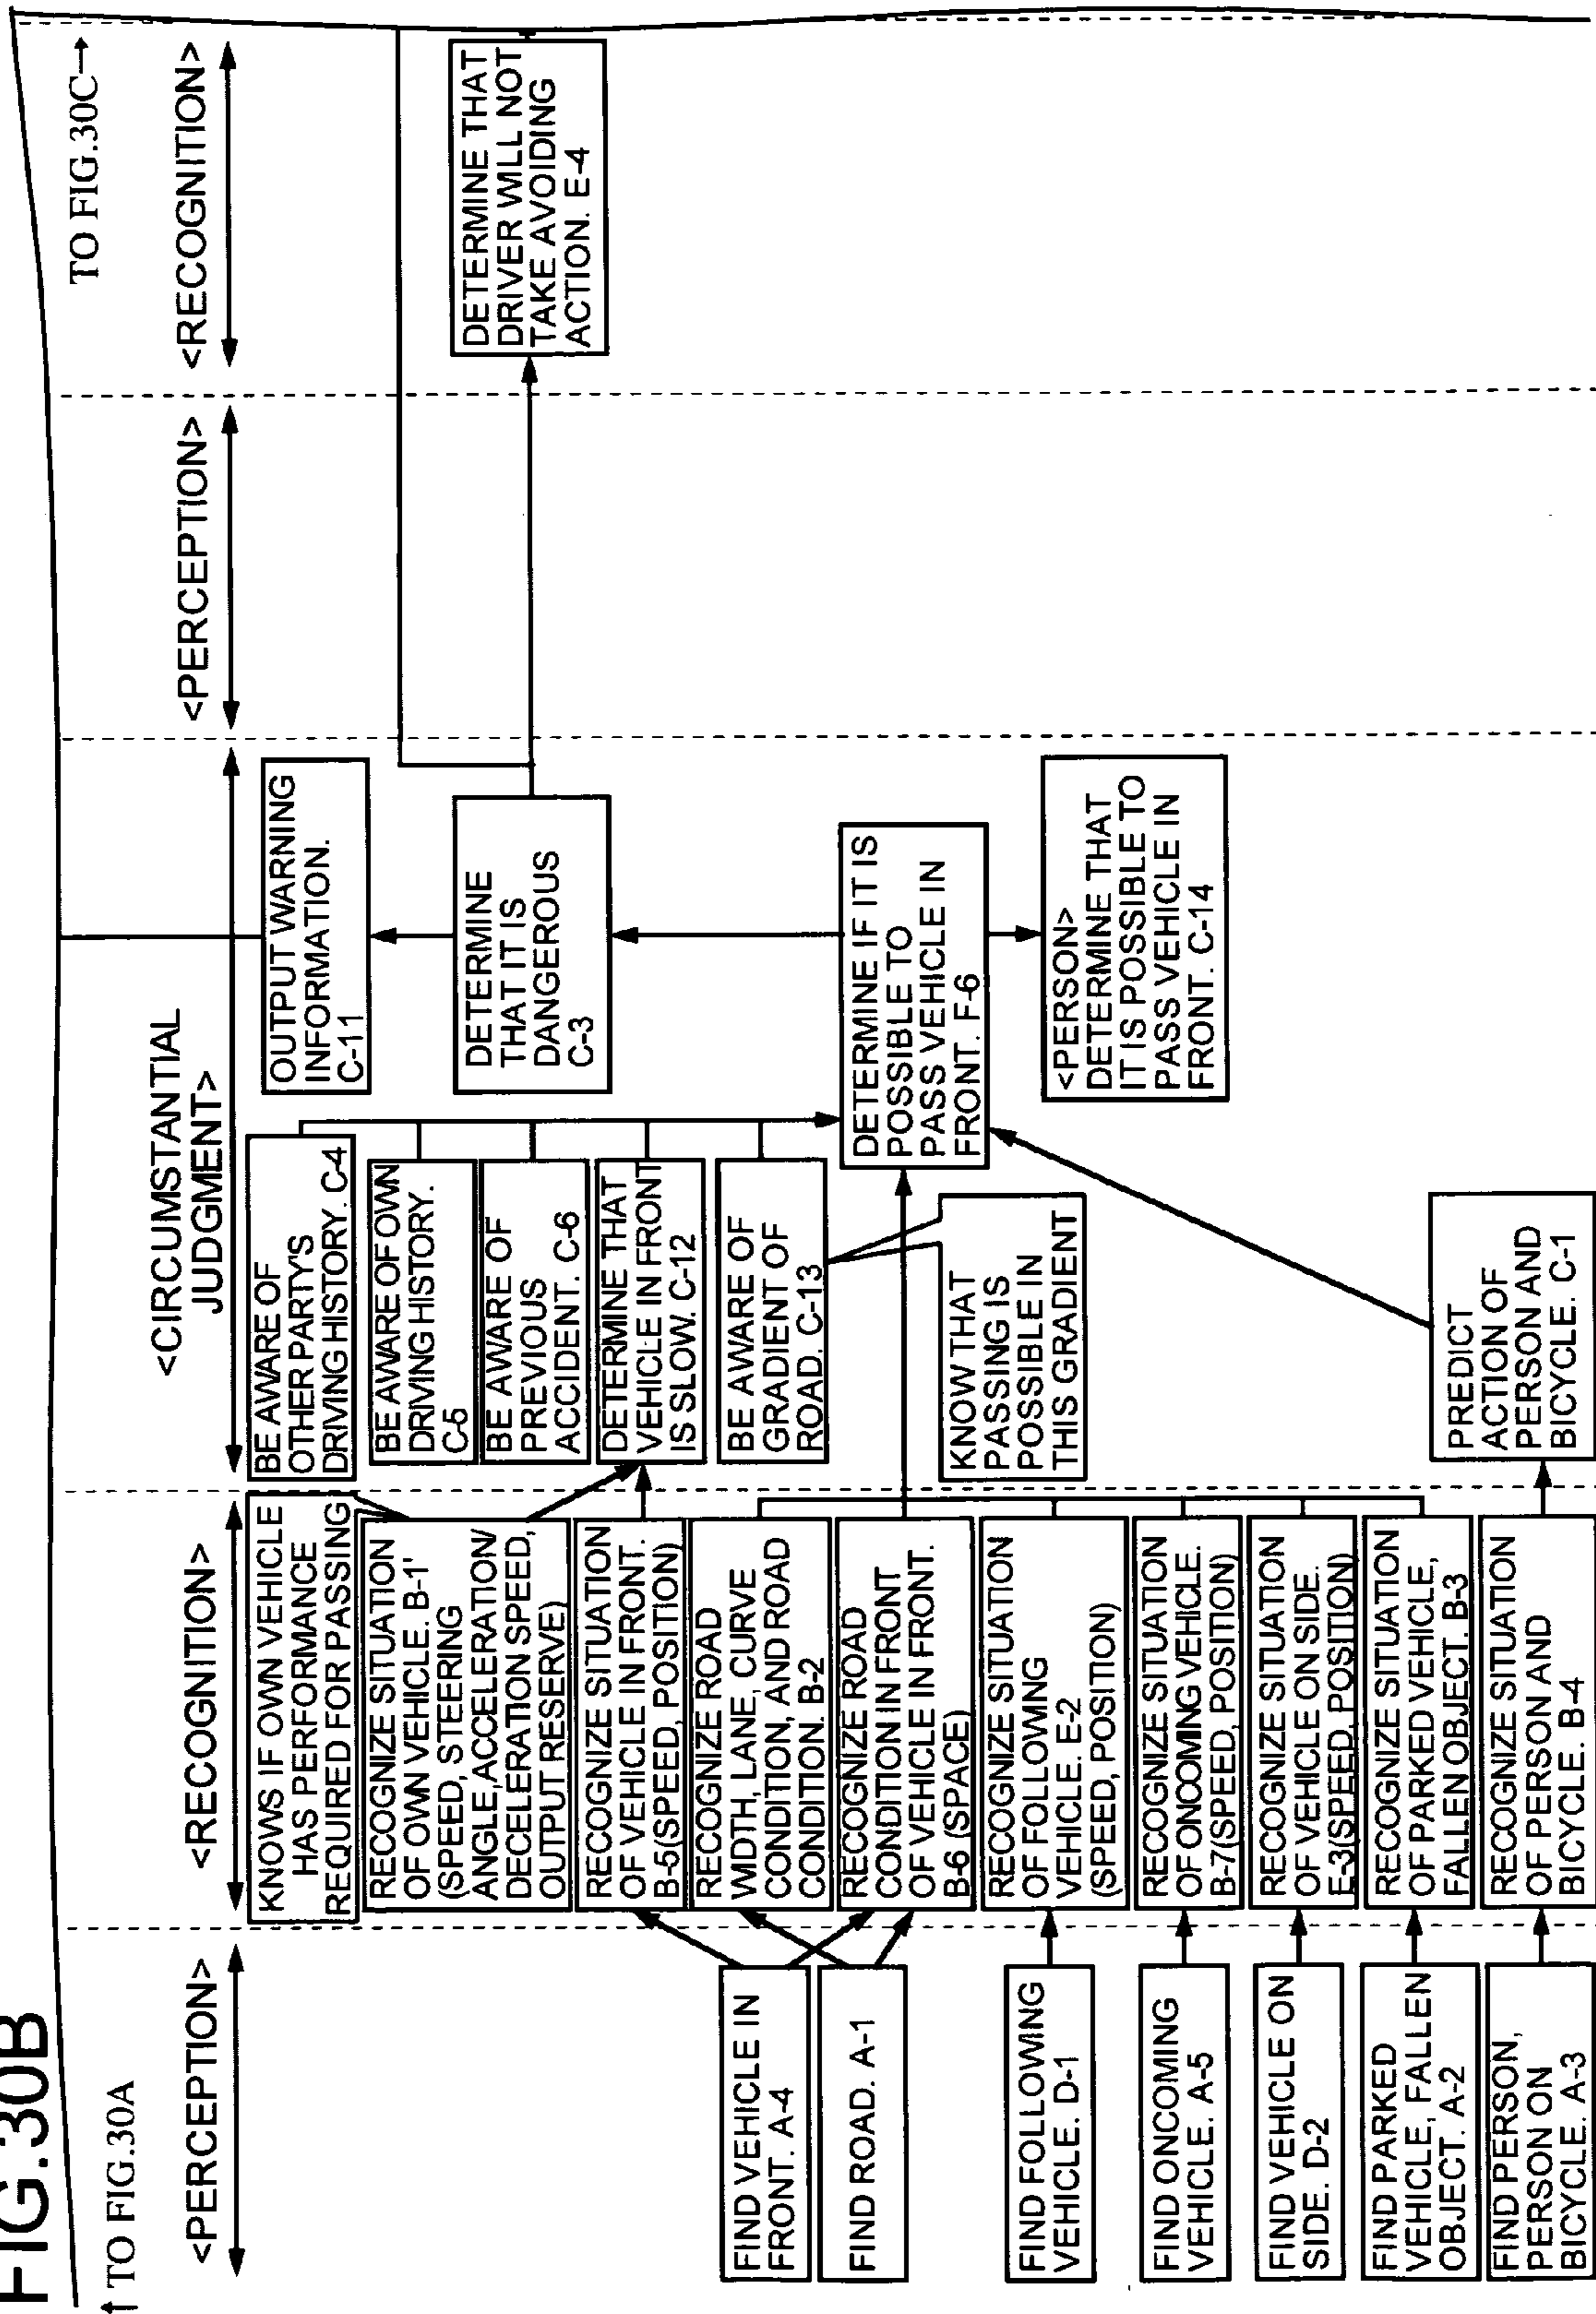 FIG.30B
↑ TO FIG.30A
TO FIG.30C→
<PERCEPTION>
<RECOGNITION>
<CIRCUMSTANTIAL
JUDGMENT>
<PERCEPTION>
<RECOGNITION>
FIND VEHICLE IN
FRONT. A-4
FIND ROAD. A-1
FIND FOLLOWING
VEHICLE. D-1
FIND ONCOMING
VEHICLE. A-5
FIND VEHICLE ON
SIDE. D-2
FIND PARKED
VEHICLE, FALLEN
OBJECT. A-2
FIND PERSON,
PERSON ON
BICYCLE. A-3
KNOWS IF OWN VEHICLE
HAS PERFORMANCE
REQUIRED FOR PASSING
RECOGNIZE SITUATION
OF OWN VEHICLE. B-1'
(SPEED, STEERING
ANGLE, ACCELERATION/
DECELERATION SPEED,
OUTPUT RESERVE)
RECOGNIZE SITUATION
OF VEHICLE IN FRONT.
B-5(SPEED, POSITION)
RECOGNIZE ROAD
WIDTH, LANE, CURVE
CONDITION, AND ROAD
CONDITION. B-2
RECOGNIZE ROAD
CONDITION IN FRONT
OF VEHICLE IN FRONT.
B-6 (SPACE)
RECOGNIZE SITUATION
OF FOLLOWING
VEHICLE. E-2
(SPEED, POSITION)
RECOGNIZE SITUATION
OF ONCOMING VEHICLE.
B-7(SPEED, POSITION)
RECOGNIZE SITUATION
OF VEHICLE ON SIDE.
E-3(SPEED, POSITION)
RECOGNIZE SITUATION
OF PARKED VEHICLE,
FALLEN OBJECT. B-3
RECOGNIZE SITUATION
OF PERSON AND
BICYCLE. B-4
BE AWARE OF
OTHER PARTY'S
DRIVING HISTORY. C-4
BE AWARE OF OWN
DRIVING HISTORY.
C-5
BE AWARE OF
PREVIOUS
ACCIDENT. C-6
DETERMINE THAT
VEHICLE IN FRONT
IS SLOW. C-12
BE AWARE OF
GRADIENT OF
ROAD. C-13
KNOW THAT
PASSING IS
POSSIBLE IN
THIS GRADIENT
PREDICT
ACTION OF
PERSON AND
BICYCLE. C-1
OUTPUT WARNING
INFORMATION.
C-11
DETERMINE
THAT IT IS
DANGEROUS
C-3
DETERMINE IF IT IS
POSSIBLE TO
PASS VEHICLE IN
FRONT. F-6
<PERSON>
DETERMINE THAT
IT IS POSSIBLE TO
PASS VEHICLE IN
FRONT. C-14
DETERMINE THAT
DRIVER WILL NOT
TAKE AVOIDING
ACTION. E-4